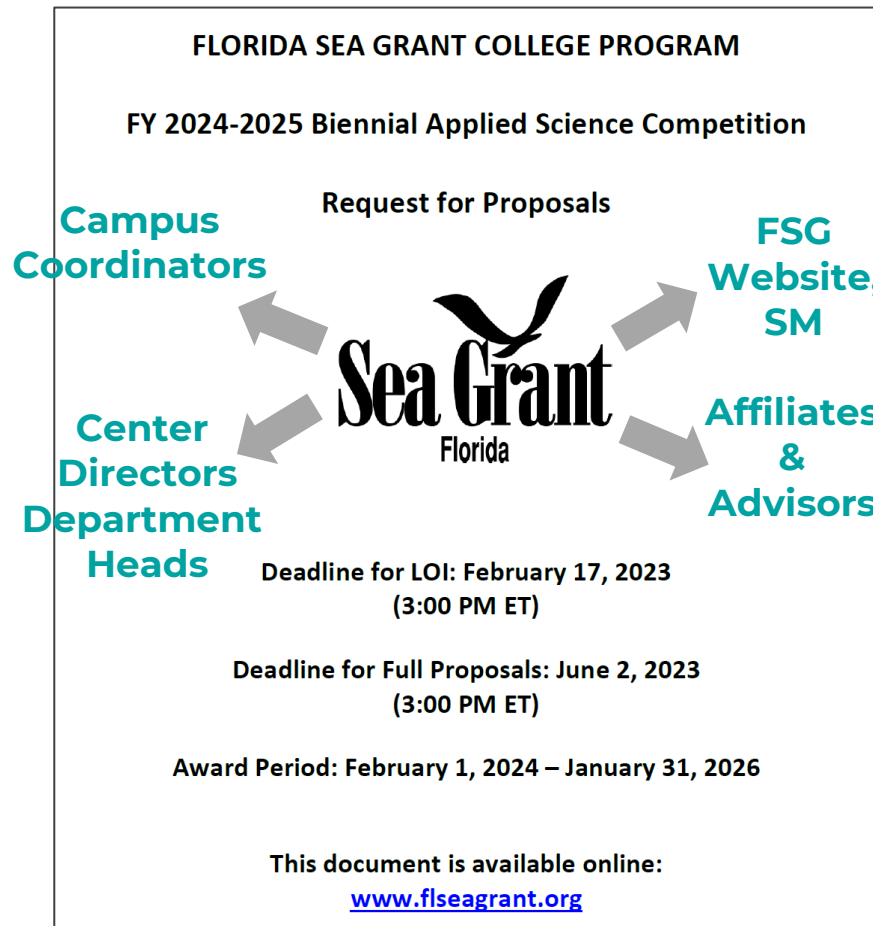 FLORIDA SEA GRANT COLLEGE PROGRAM
FY 2024-2025 Biennial Applied Science Competition
Request for Proposals
Campus
Coordinators
FSG
Website,
SM
Sea Grant
Florida
Center
Directors
Department
Heads
Affiliates
&
Advisors
Deadline for LOI: February 17, 2023
(3:00 PM ET)
Deadline for Full Proposals: June 2, 2023
(3:00 PM ET)
Award Period: February 1, 2024 – January 31, 2026
This document is available online:
www.flseagrant.org